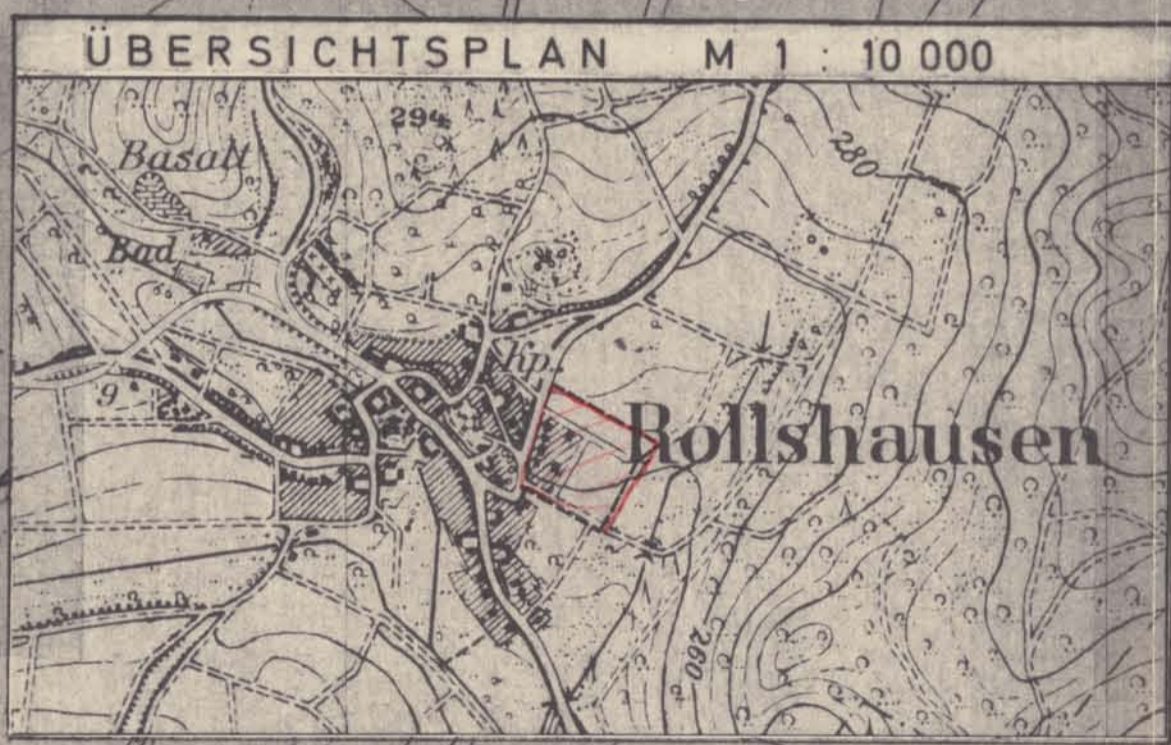 ÜBERSICHTSPLAN M 1 : 10 000
294
280
Basalt
Bad
Kp.
9
Rollshausen
260